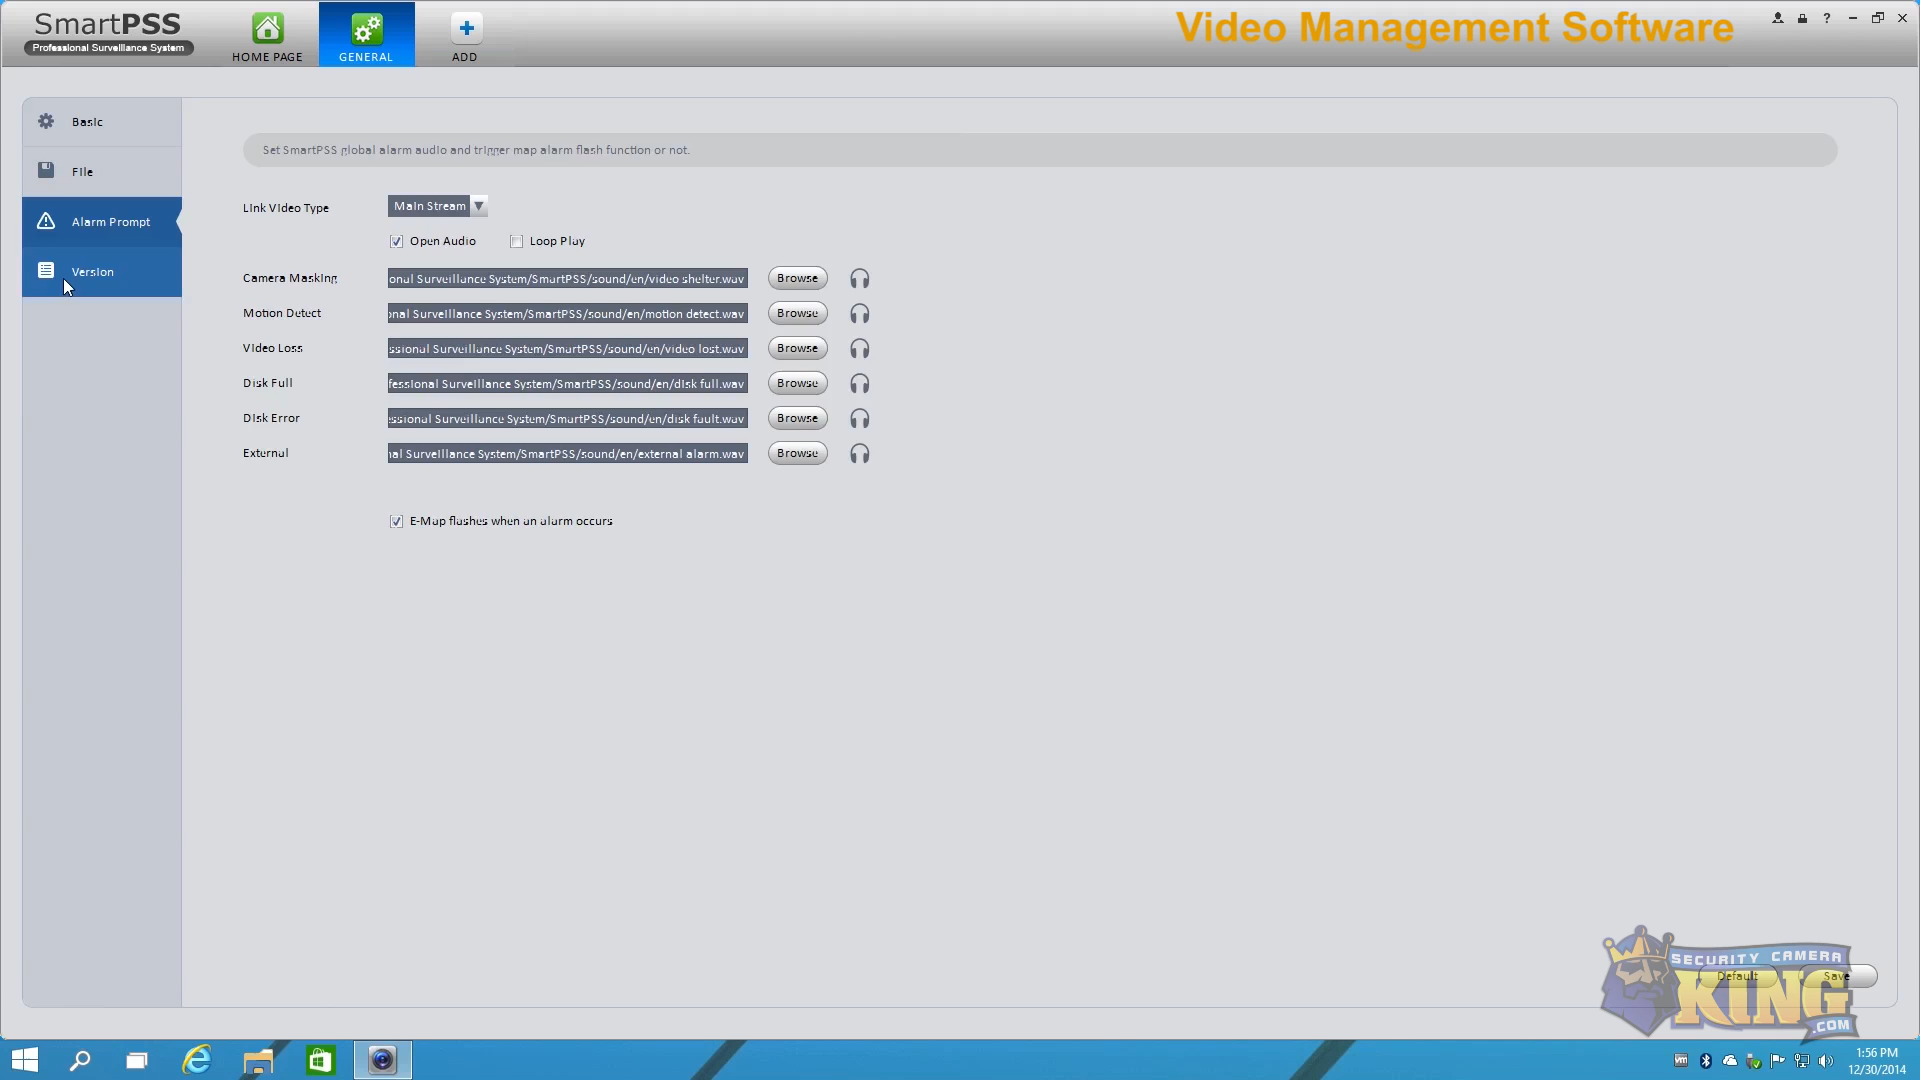 SmartPSS
Professional Surveillance System
HOME PAGE
GENERAL
ADD
Video Management Software
Basic
File
Alarm Prompt
Version
Set SmartPSS global alarm audio and trigger map alarm flash function or not.
Link Video Type
Main Stream
Open Audio
Loop Play
Camera Masking
onal Surveillance System/SmartPSS/sound/en/video shelter.wav
Browse
Motion Detect
nal Surveillance System/SmartPSS/sound/en/motion detect.wav
Browse
Video Loss
ssional Surveillance System/SmartPSS/sound/en/video lost.wav
Browse
Disk Full
fessional Surveillance System/SmartPSS/sound/en/disk full.wav
Browse
Disk Error
ssional Surveillance System/SmartPSS/sound/en/disk fault.wav
Browse
External
al Surveillance System/SmartPSS/sound/en/external alarm.wav
Browse
E-Map flashes when an alarm occurs
Default
Save
SECURITY CAMERA
KING
.COM
1:56 PM
12/30/2014